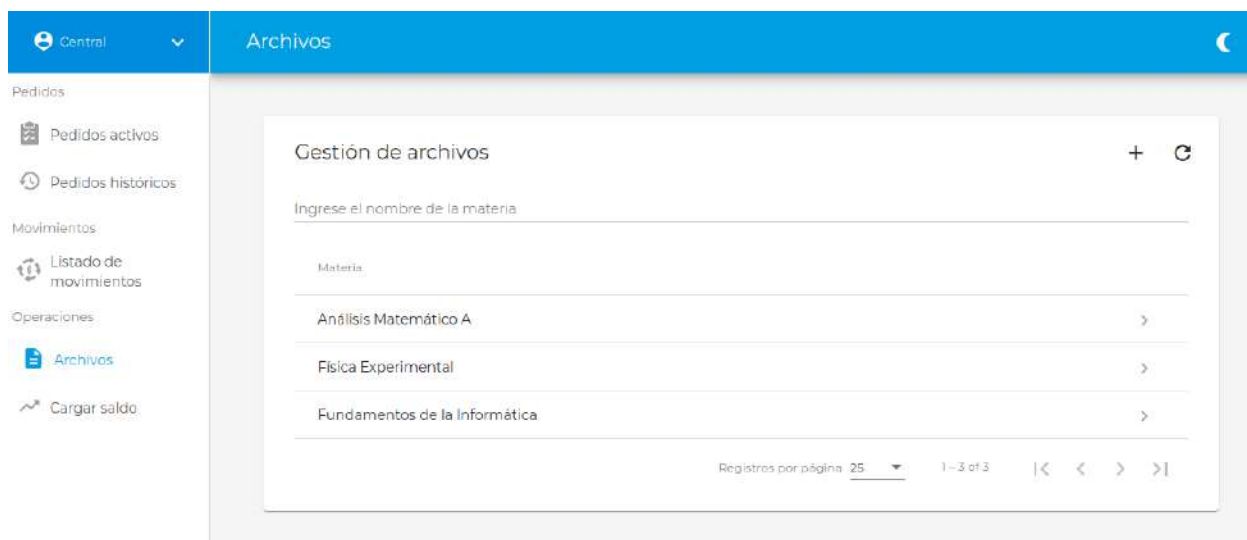 Central
Archivos
Pedidos
Pedidos activos
Pedidos históricos
Movimientos
Listado de
movimientos
Operaciones
Archivos
Cargar saldo
Gestión de archivos
Ingrese el nombre de la materia
Materia
Análisis Matemático A
Física Experimental
Fundamentos de la Informática
Registros por página 25 1 – 3 of 3